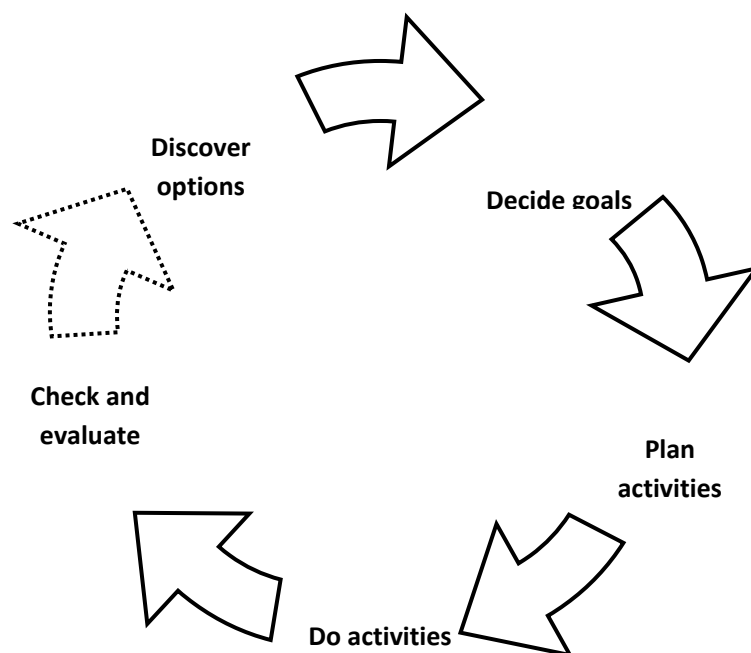 Discover
options
Decide goals
Plan
activities
Do activities
Check and
evaluate